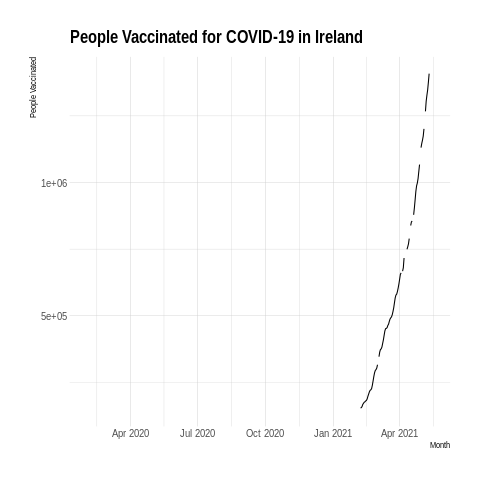 People Vaccinated for COVID-19 in Ireland
People Vaccinated
1e+06
5e+05
Apr 2020 Jul 2020 Oct 2020 Jan 2021 Apr 2021
Month